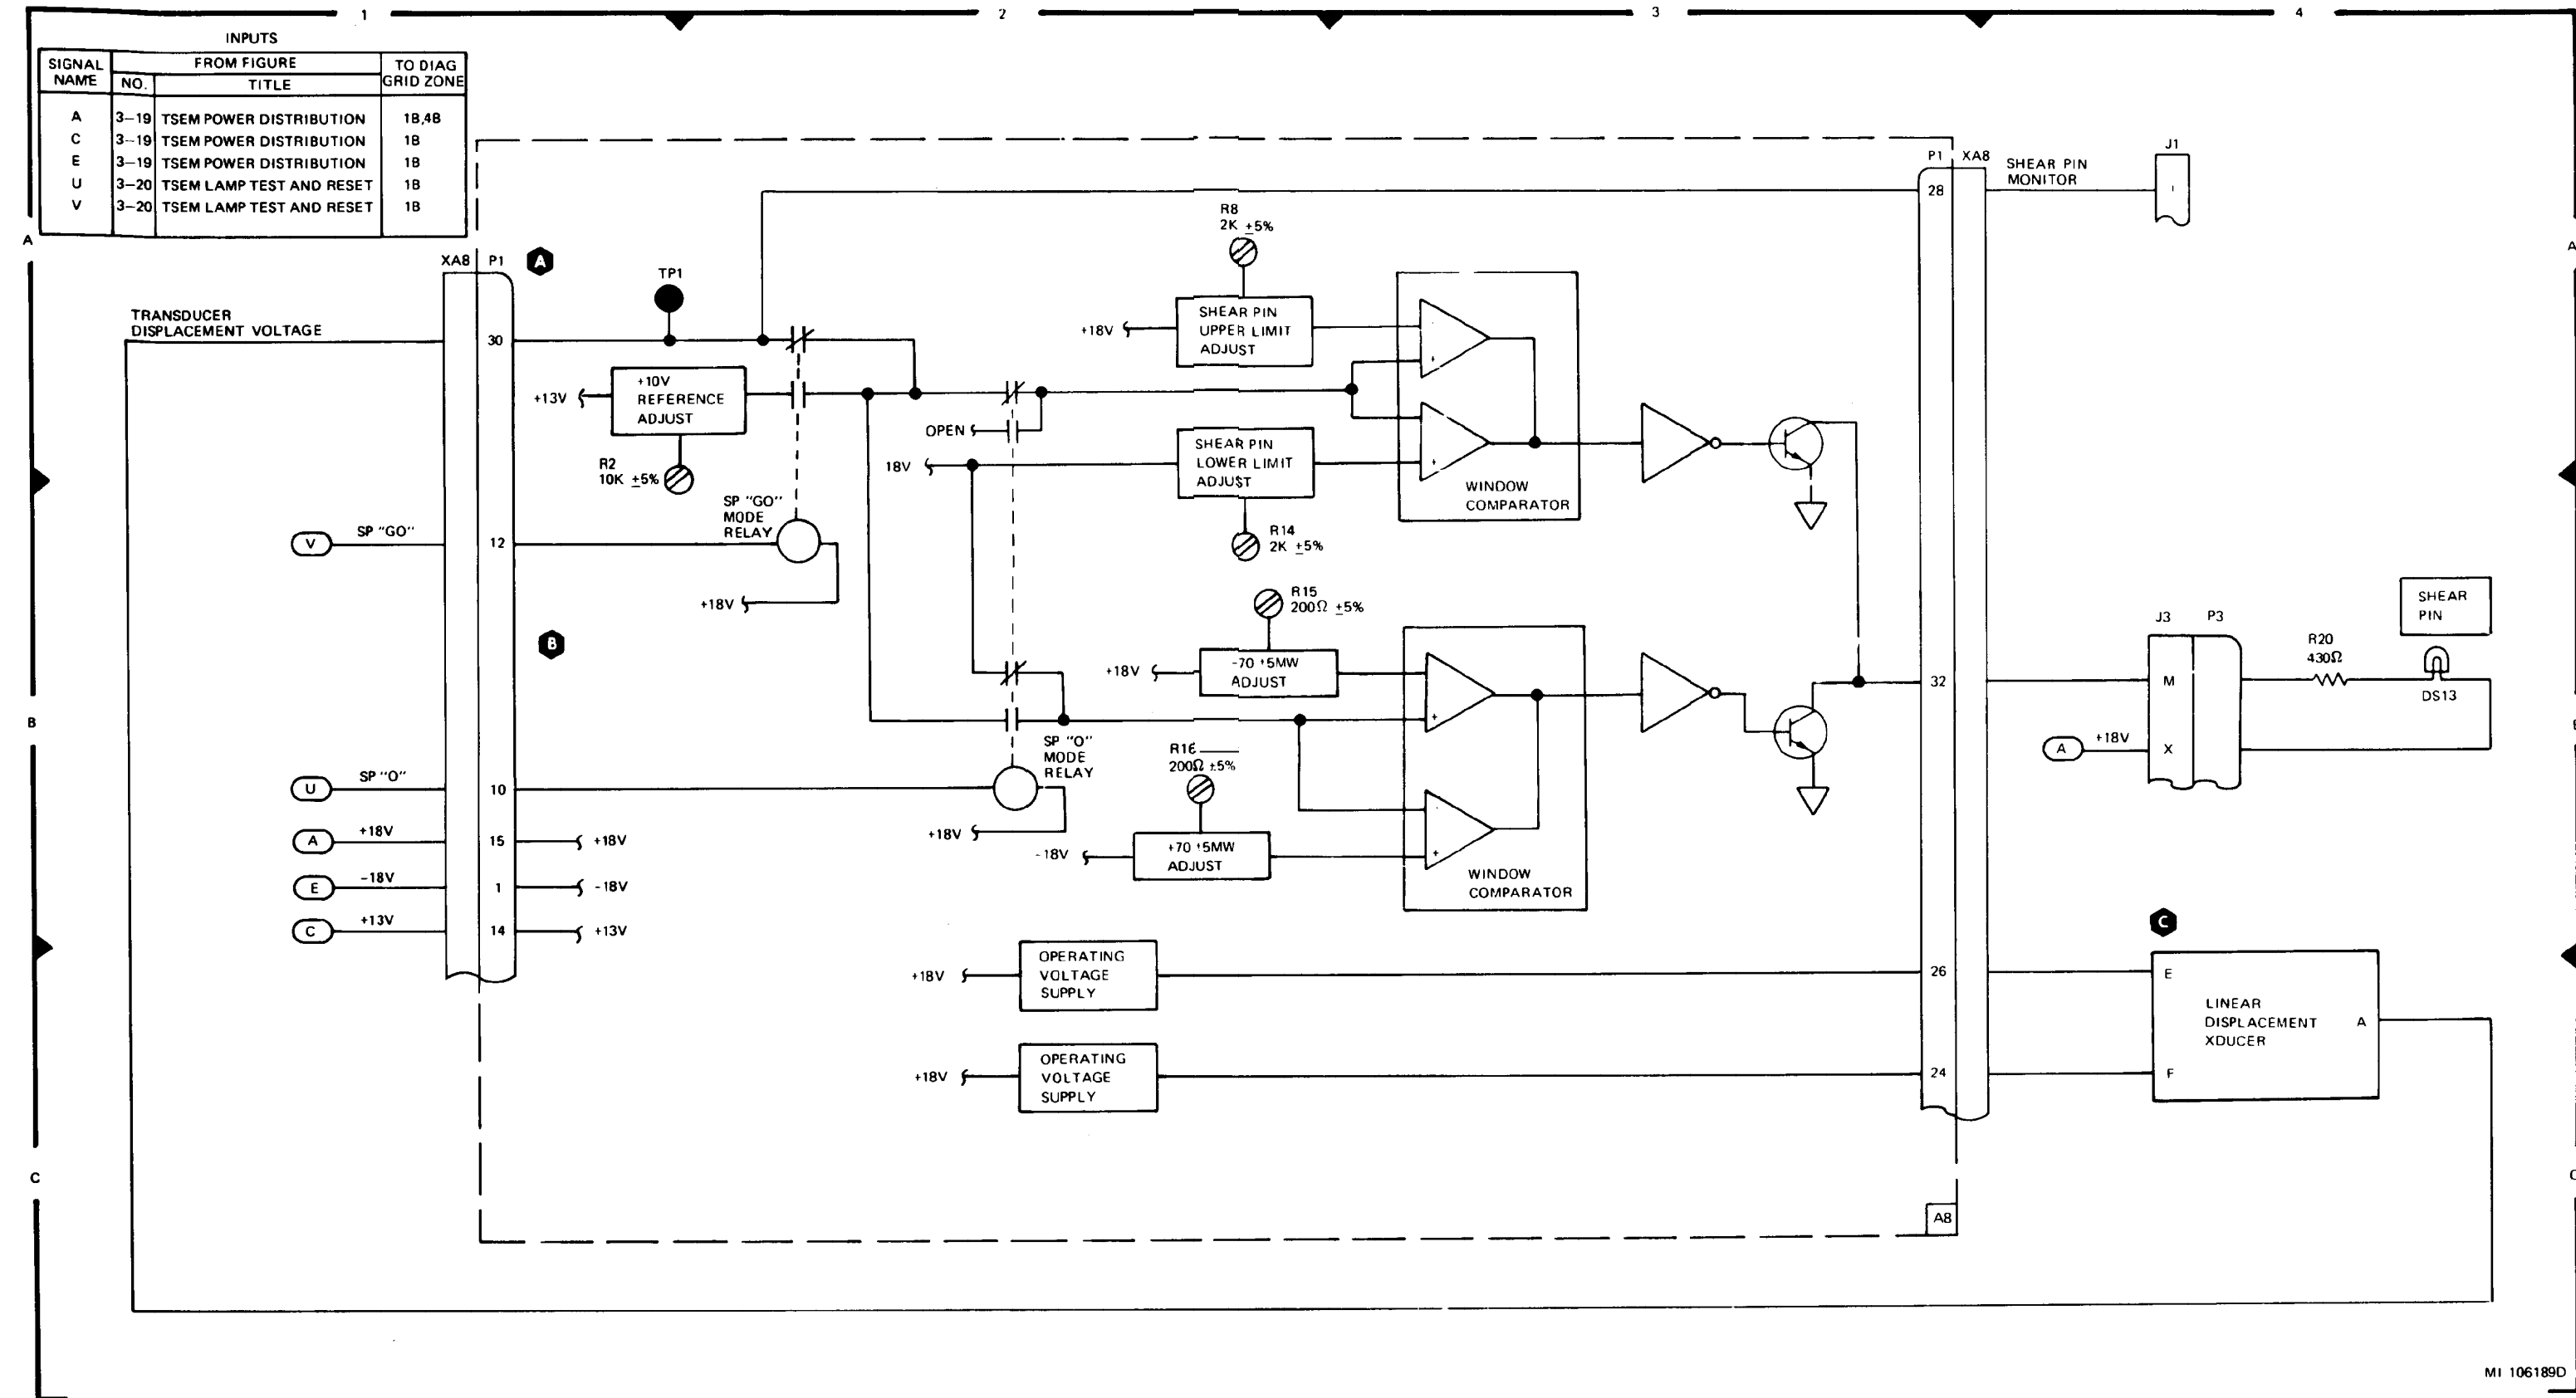 1 2 3 4
INPUTS
SIGNAL NAME FROM FIGURE TO DIAG GRID ZONE
NO. TITLE
A 3-19 TSEM POWER DISTRIBUTION 1B,4B
C 3-19 TSEM POWER DISTRIBUTION 1B
E 3-19 TSEM POWER DISTRIBUTION 1B
U 3-20 TSEM LAMP TEST AND RESET 1B
V 3-20 TSEM LAMP TEST AND RESET 1B
A
A
XA8 P1
A
TRANSDUCER
DISPLACEMENT VOLTAGE
30
TP1
+13V
+10V
REFERENCE
ADJUST
R2
10K ±5%
V
SP "GO"
12
SP "GO"
MODE
RELAY
+18V
B
OPEN
18V
R8
2K ±5%
+18V
SHEAR PIN
UPPER LIMIT
ADJUST
SHEAR PIN
LOWER LIMIT
ADJUST
R14
2K ±5%
+
+
WINDOW
COMPARATOR
P1 XA8
28
SHEAR PIN
MONITOR
J1
B
R15
200Ω ±5%
+18V
-70 ±5MW
ADJUST
SP "O"
MODE
RELAY
+18V
R16
200Ω ±5%
-18V
+70 ±5MW
ADJUST
+
+
WINDOW
COMPARATOR
32
J3 P3
M
X
A
+18V
R20
430Ω
SHEAR
PIN
DS13
U
SP "O"
10
A
+18V
15
+18V
E
-18V
1
-18V
C
+13V
14
+13V
+18V
OPERATING
VOLTAGE
SUPPLY
26
+18V
OPERATING
VOLTAGE
SUPPLY
24
C
E
F
LINEAR
DISPLACEMENT
XDUCER
A
C
A8
MI 106189D